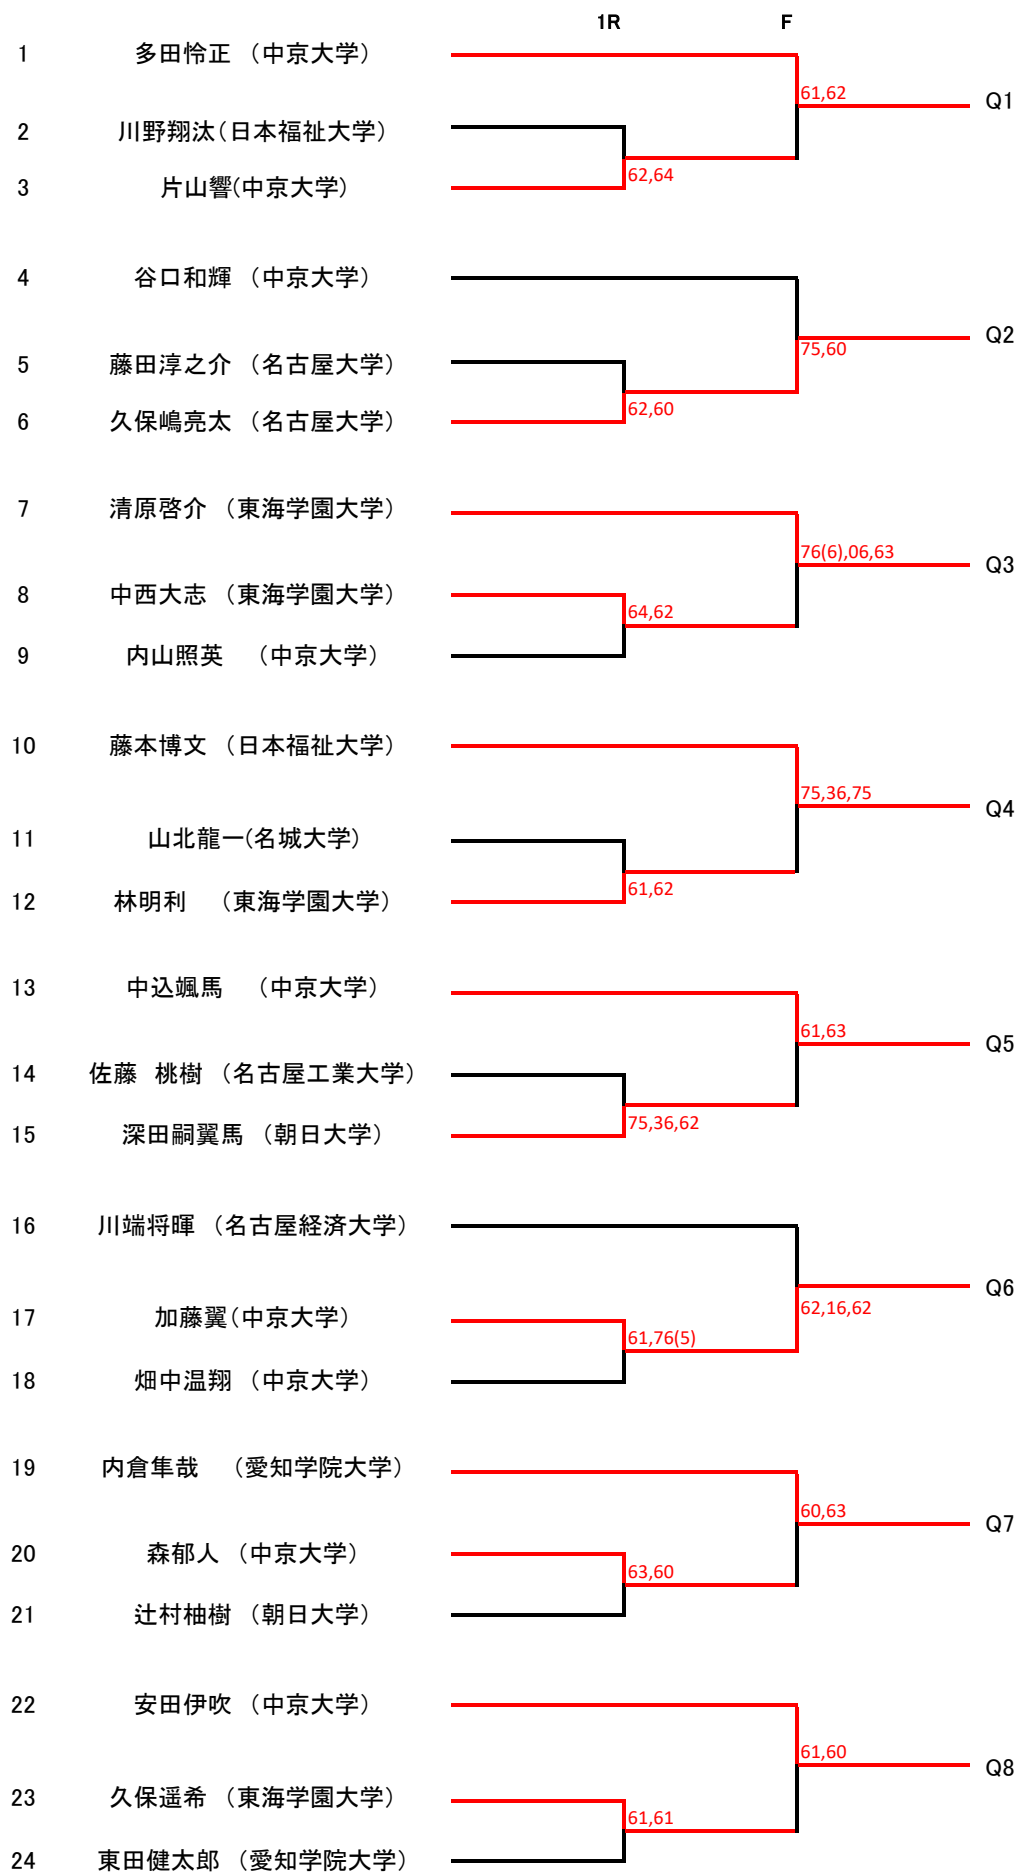 1R F
1 多田怜正 （中京大学）
61,62 Q1
2 川野翔汰(日本福祉大学)
3 片山響(中京大学)
62,64
4 谷口和輝 （中京大学）
75,60 Q2
5 藤田淳之介 （名古屋大学）
6 久保嶋亮太 （名古屋大学）
62,60
7 清原啓介 （東海学園大学）
76(6),06,63 Q3
8 中西大志 （東海学園大学）
64,62
9 内山照英 （中京大学）
10 藤本博文 （日本福祉大学）
75,36,75 Q4
11 山北龍一(名城大学)
12 林明利 （東海学園大学）
61,62
13 中込颯馬 （中京大学）
61,63 Q5
14 佐藤 桃樹 （名古屋工業大学）
15 深田嗣翼馬 （朝日大学）
75,36,62
16 川端将暉 （名古屋経済大学）
62,16,62 Q6
17 加藤翼(中京大学)
61,76(5)
18 畑中温翔 （中京大学）
19 内倉隼哉 （愛知学院大学）
60,63 Q7
20 森郁人 （中京大学）
63,60
21 辻村柚樹 （朝日大学）
22 安田伊吹 （中京大学）
61,60 Q8
23 久保遥希 （東海学園大学）
61,61
24 東田健太郎 （愛知学院大学）